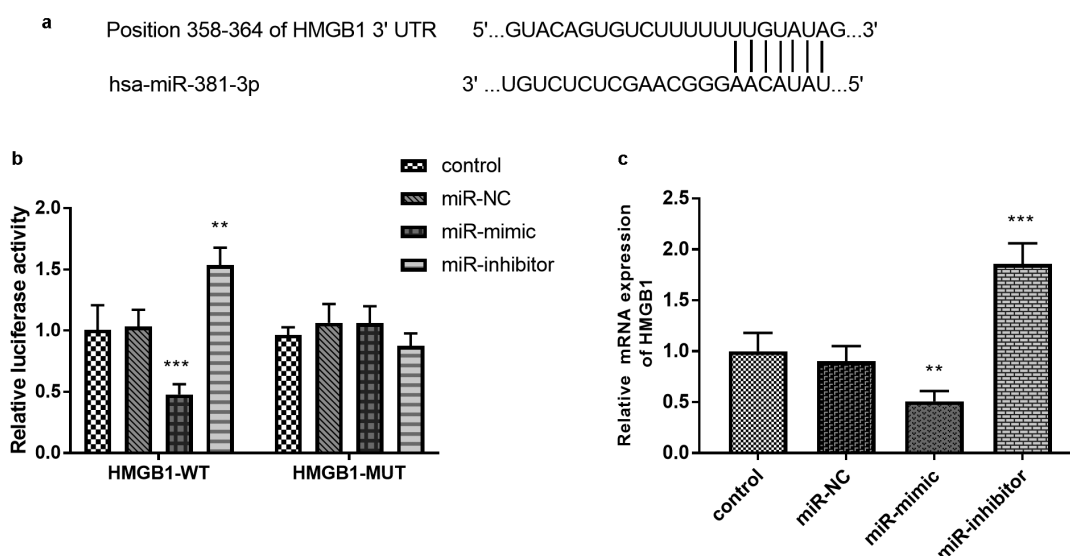 a
Position 358-364 of HMGB1 3' UTR 5'...GUACAGUGUCUUUUUUUGUAUAG...3'
hsa-miR-381-3p 3' ...UGUCUCUCGAACGGGAACAUAU...5'
b
control
miR-NC
miR-mimic
miR-inhibitor
Relative luciferase activity
2.0
1.5
1.0
0.5
0.0
***
**
HMGB1-WT HMGB1-MUT
c
Relative mRNA expression
of HMGB1
2.5
2.0
1.5
1.0
0.5
0.0
**
***
control
miR-NC
miR-mimic
miR-inhibitor